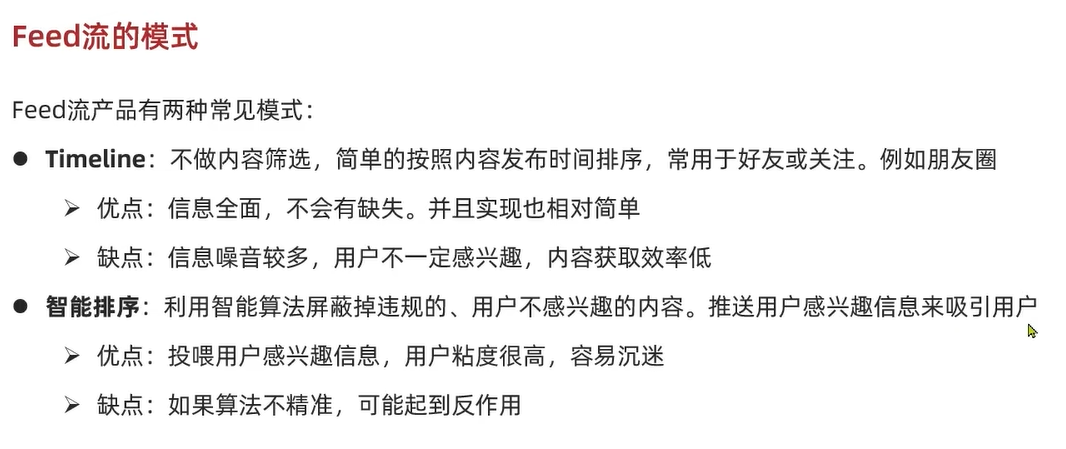 Feed流的模式
Feed流产品有两种常见模式：
● Timeline：不做内容筛选，简单的按照内容发布时间排序，常用于好友或关注。例如朋友圈
➢ 优点：信息全面，不会有缺失。并且实现也相对简单
➢ 缺点：信息噪音较多，用户不一定感兴趣，内容获取效率低
● 智能排序：利用智能算法屏蔽掉违规的、用户不感兴趣的内容。推送用户感兴趣信息来吸引用户
➢ 优点：投喂用户感兴趣信息，用户粘度很高，容易沉迷
➢ 缺点：如果算法不精准，可能起到反作用